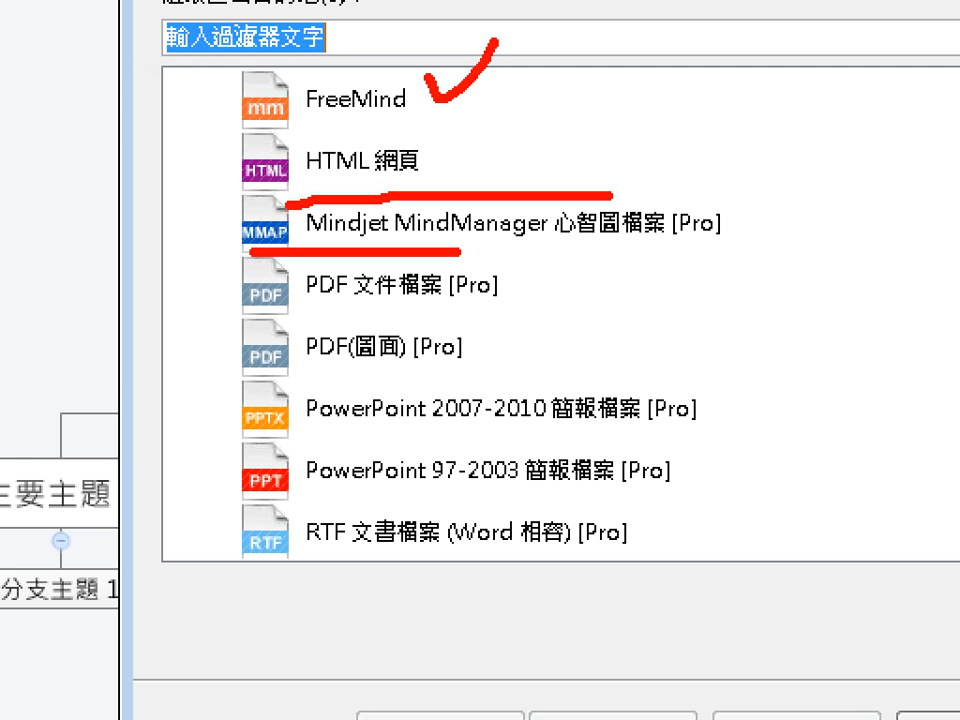 輸入過濾器文字
mm FreeMind
HTML HTML 網頁
MMAP Mindjet MindManager 心智圖檔案 [Pro]
PDF PDF 文件檔案 [Pro]
PDF PDF(圖面) [Pro]
PPTX PowerPoint 2007-2010 簡報檔案 [Pro]
PPT PowerPoint 97-2003 簡報檔案 [Pro]
RTF RTF 文書檔案 (Word 相容) [Pro]
主要主題
分支主題 1